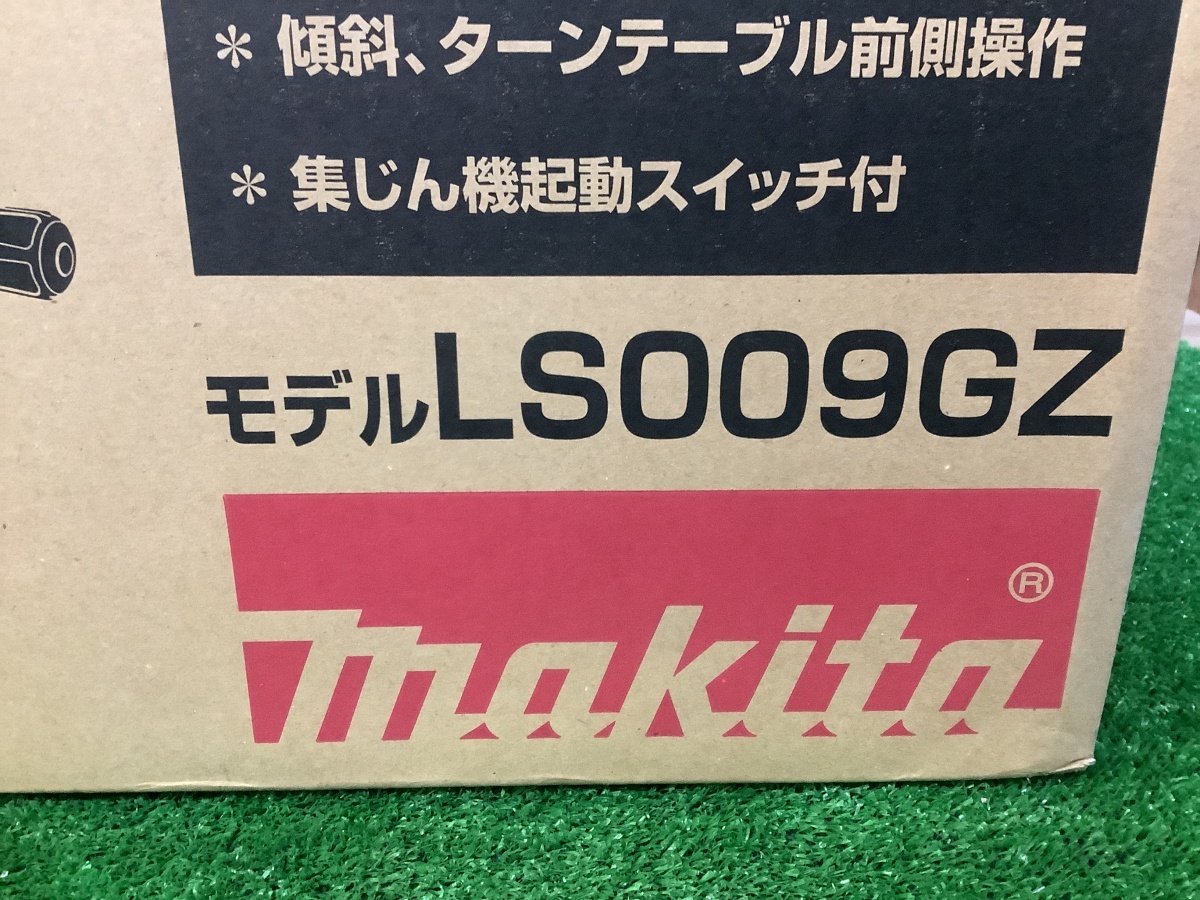 * 傾斜、ターンテーブル前側操作
* 集じん機起動スイッチ付
モデルLS009GZ
®
makita